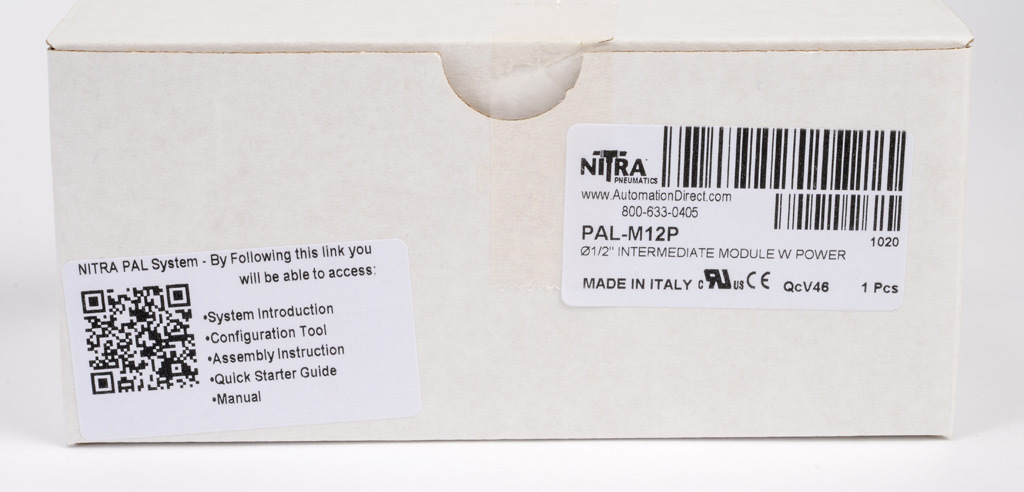 NITRA
PNEUMATICS
www.AutomationDirect.com
800-633-0405
PAL-M12P
1020
Ø1/2" INTERMEDIATE MODULE W POWER
MADE IN ITALY c RU US CE QcV46 1 Pcs
NITRA PAL System - By Following this link you
will be able to access:
•System Introduction
•Configuration Tool
•Assembly Instruction
•Quick Starter Guide
•Manual